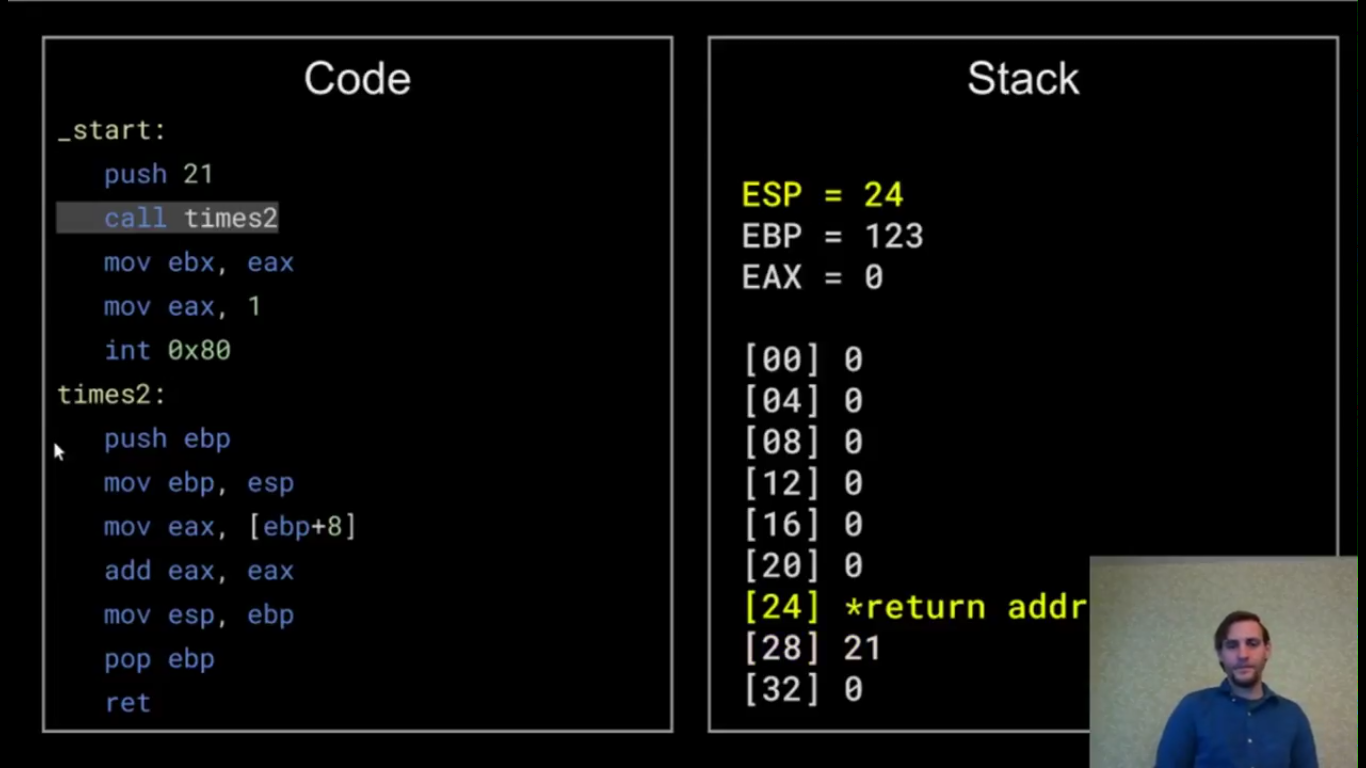 Code
_start:
push 21
call times2
mov ebx, eax
mov eax, 1
int 0x80
times2:
push ebp
mov ebp, esp
mov eax, [ebp+8]
add eax, eax
mov esp, ebp
pop ebp
ret
Stack
ESP = 24
EBP = 123
EAX = 0
[00] 0
[04] 0
[08] 0
[12] 0
[16] 0
[20] 0
[24] *return addr
[28] 21
[32] 0